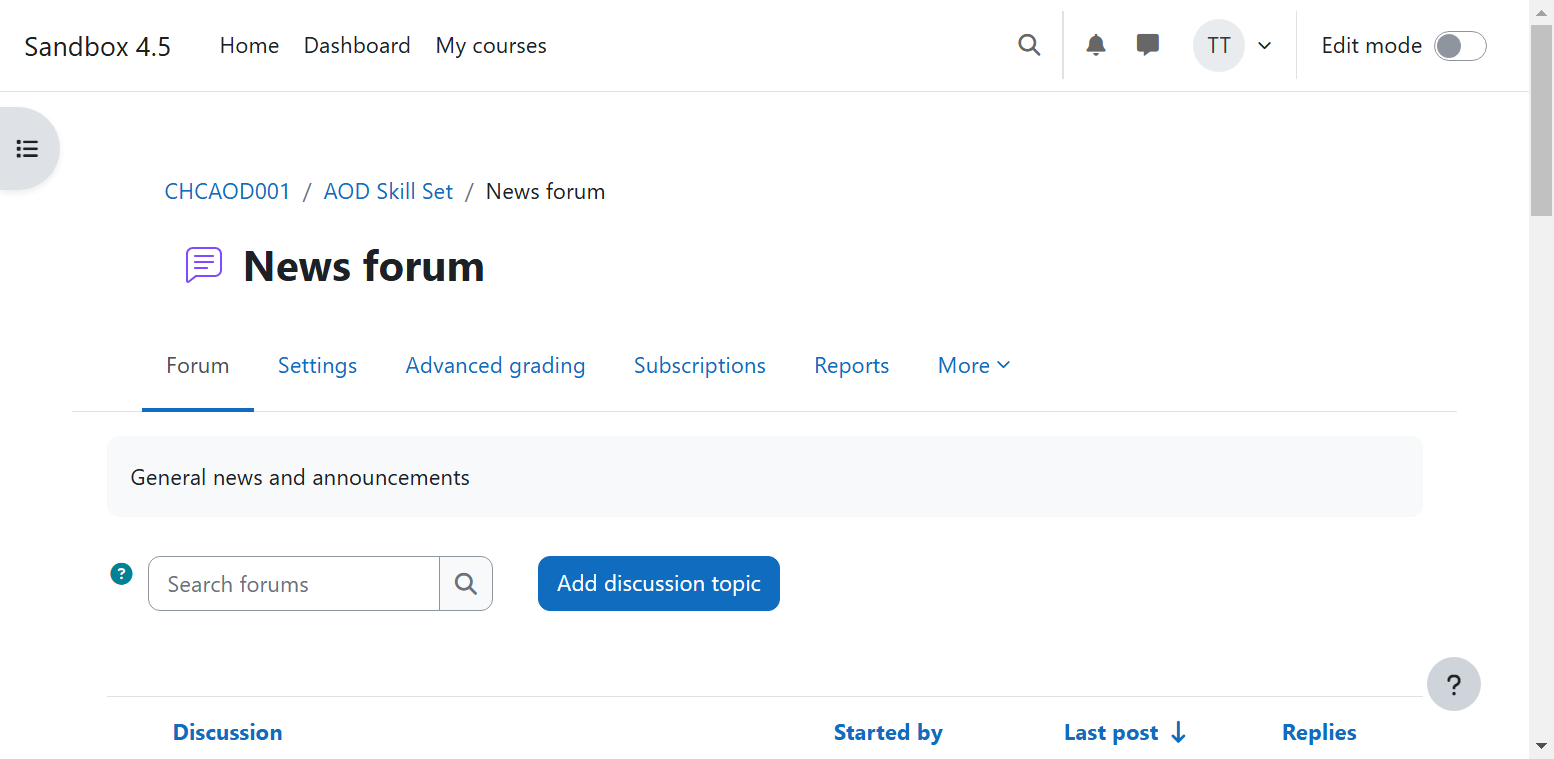 Sandbox 4.5 Home Dashboard My courses TT Edit mode
CHCAOD001 / AOD Skill Set / News forum
News forum
Forum Settings Advanced grading Subscriptions Reports More
General news and announcements
? Search forums Add discussion topic
?
Discussion Started by Last post ↓ Replies